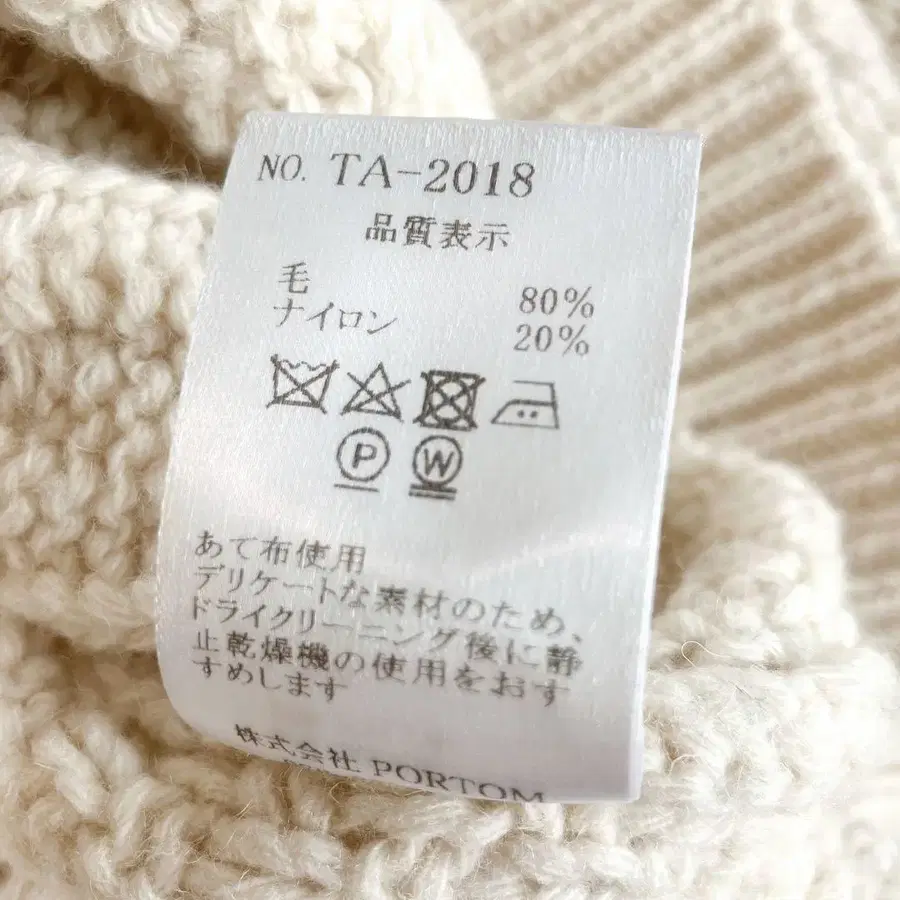 NO. TA-2018
品質表示
毛 80%
ナイロン 20%
P W
あて布使用
デリケートな素材のため、
ドライクリーニング後に静
止乾燥機の使用をおす
すめします
株式会社 PORTOM